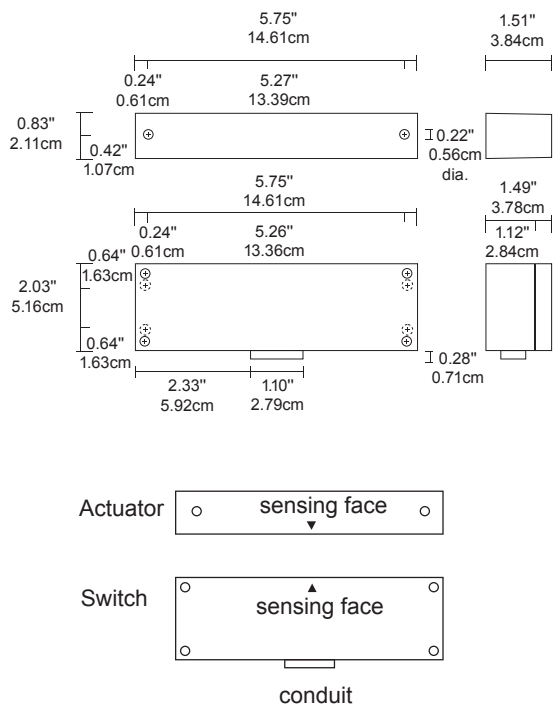 5.75"
14.61cm
1.51"
3.84cm
0.24"
0.61cm
5.27"
13.39cm
0.83"
2.11cm
0.42"
1.07cm
0.22"
0.56cm
dia.
5.75"
14.61cm
1.49"
3.78cm
0.24"
0.61cm
5.26"
13.36cm
1.12"
2.84cm
0.64"
1.63cm
2.03"
5.16cm
0.64"
1.63cm
0.28"
0.71cm
2.33"
5.92cm
1.10"
2.79cm
Actuator
sensing face
Switch
sensing face
conduit